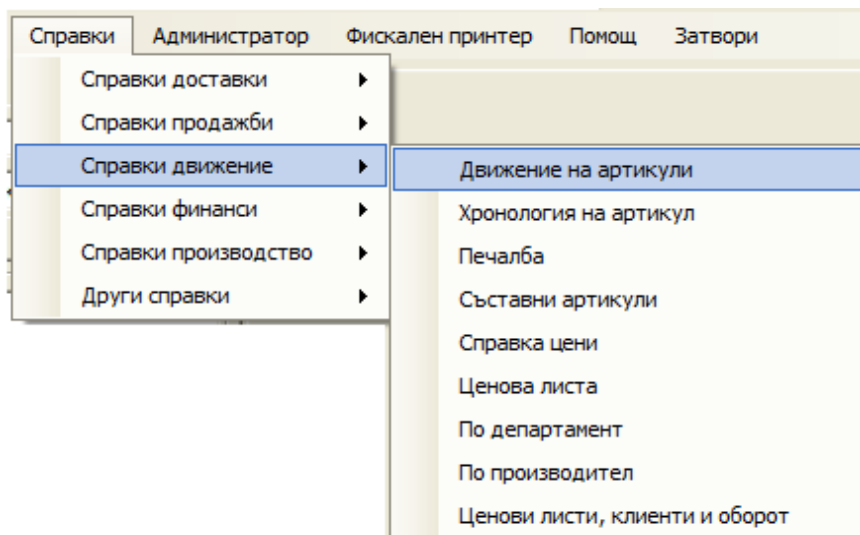 Справки Администратор Фискален принтер Помощ Затвори
Справки доставки
Справки продажби
Справки движение
Справки финанси
Справки производство
Други справки
Движение на артикули
Хронология на артикул
Печалба
Съставни артикули
Справка цени
Ценова листа
По департамент
По производител
Ценови листи, клиенти и оборот